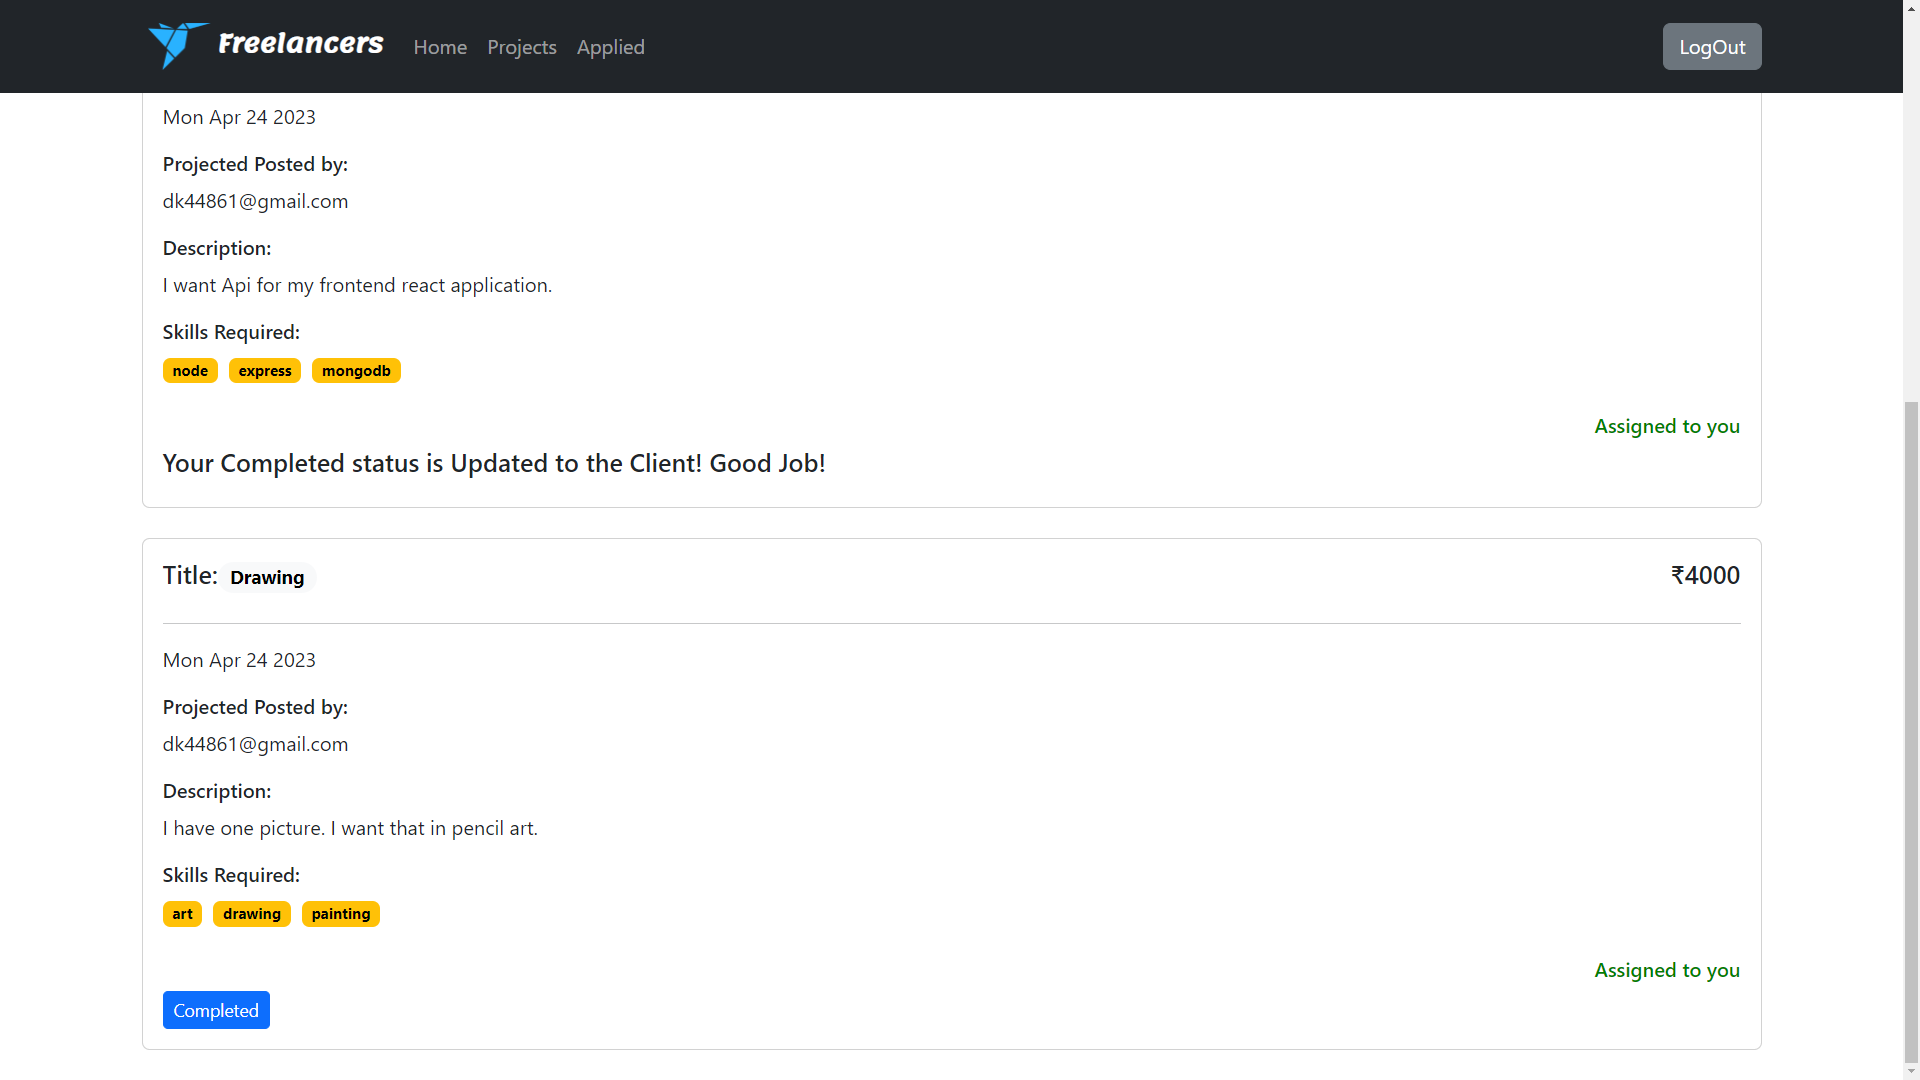 Freelancers Home Projects Applied LogOut
Mon Apr 24 2023
Projected Posted by:
dk44861@gmail.com
Description:
I want Api for my frontend react application.
Skills Required:
node express mongodb
Assigned to you
Your Completed status is Updated to the Client! Good Job!
Title: Drawing ₹4000
Mon Apr 24 2023
Projected Posted by:
dk44861@gmail.com
Description:
I have one picture. I want that in pencil art.
Skills Required:
art drawing painting
Assigned to you
Completed